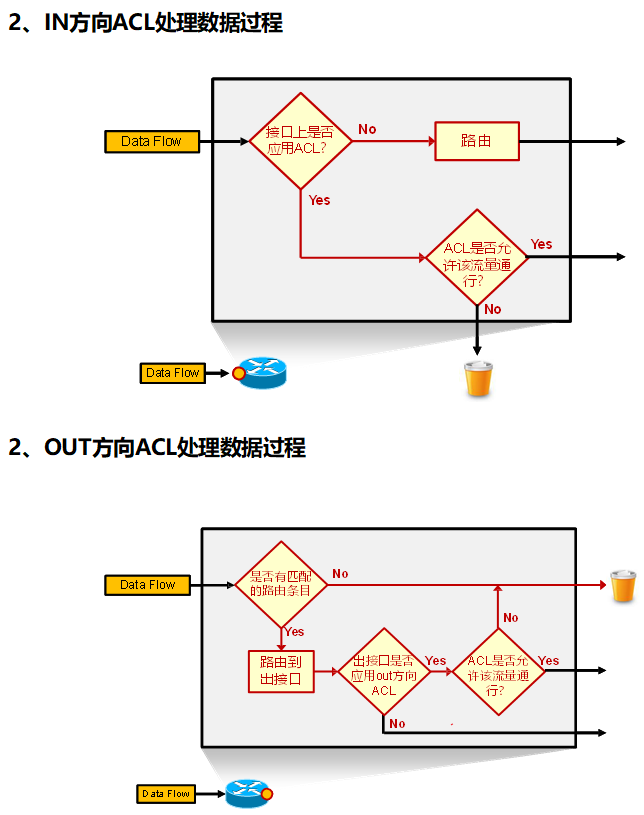 2、IN方向ACL处理数据过程
Data Flow
接口上是否
应用ACL?
No
路由
Yes
ACL是否允
许该流量通
行?
Yes
No
Data Flow
2、OUT方向ACL处理数据过程
Data Flow
是否有匹配
的路由条目
No
Yes
路由到
出接口
出接口是否
应用out方向
ACL
Yes
No
ACL是否允
许该流量通
行?
No
Yes
Data Flow